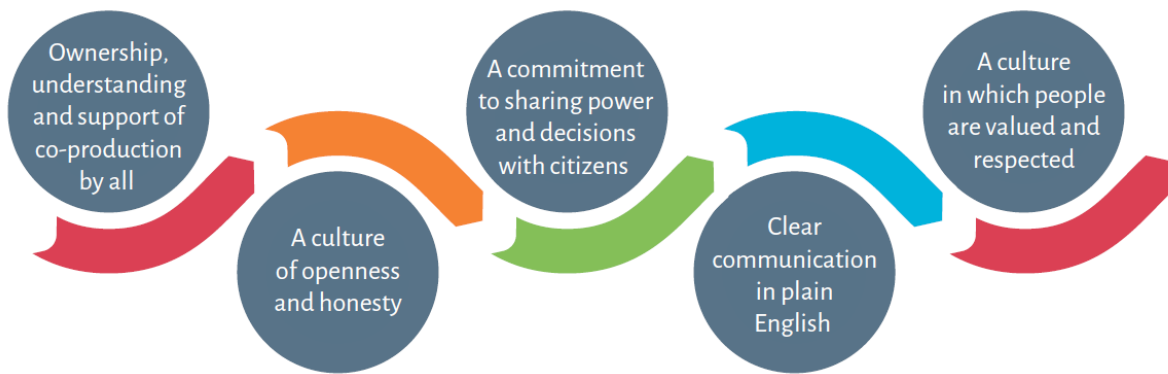 Ownership,
understanding
and support of
co-production
by all
A culture
of openness
and honesty
A commitment
to sharing power
and decisions
with citizens
Clear
communication
in plain
English
A culture
in which people
are valued and
respected